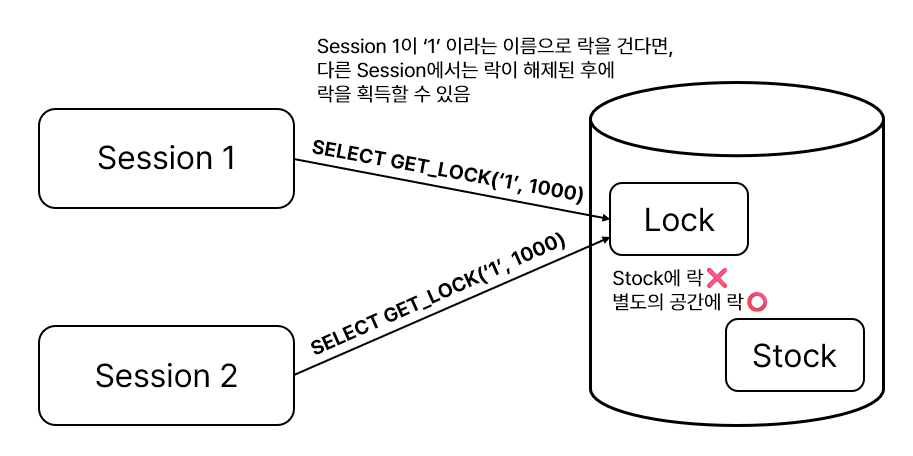 Session 1이 ‘1’ 이라는 이름으로 락을 건다면,
다른 Session에서는 락이 해제된 후에
락을 획득할 수 있음
Session 1
SELECT GET_LOCK(‘1’, 1000)
Lock
SELECT GET_LOCK(‘1’, 1000)
Stock에 락❌
별도의 공간에 락⭕
Stock
Session 2